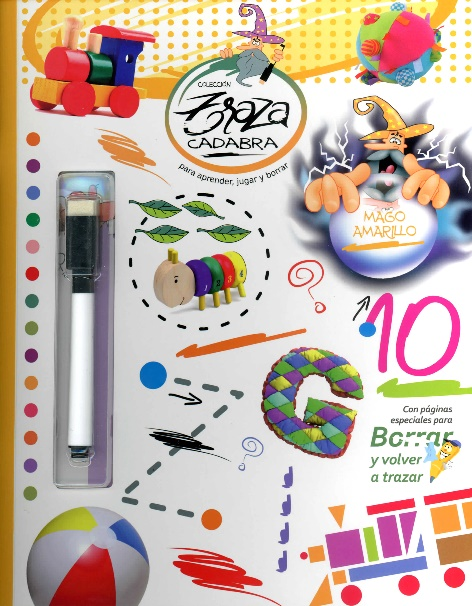 COLECCIÓN
Traza
CADABRA
para aprender, jugar y borrar
MAGO
AMARILLO
10
G
Con páginas
especiales para
Borrar
y volver
a trazar